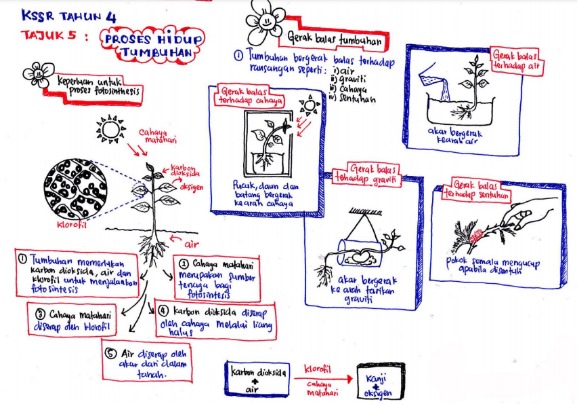 KSSR TAHUN 4
TAJUK 5 : PROSES HIDUP
TUMBUHAN
Keperluan untuk
proses fotosintesis
cahaya
matahari
karbon
dioksida
oksigen
klorofil
air
① Tumbuhan memerlukan
karbon dioksida, air dan
klorofil untuk menjalankan
fotosintesis
② Cahaya matahari
merupakan sumber
tenaga bagi
fotosintesis
③ Cahaya matahari
diserap oleh klorofil
④ karbon dioksida diserap
oleh cahaya melalui liang
halus
⑤ Air diserap oleh
akar dari dalam
tanah.
Gerak balas tumbuhan
① Tumbuhan bergerak balas terhadap
rangsangan seperti :
i) air
ii) graviti
iii) cahaya
iv) sentuhan
Gerak balas
terhadap cahaya
Pucuk, daun dan
batang bergerak
kearah cahaya
Gerak balas
terhadap air
akar bergerak
kearah air
Gerak balas
tehadap graviti
akar bergerak
ke arah tarikan
graviti
Gerak balas
terhadap sentuhan
pokok semalu menguncup
apabila disentuh
karbon dioksida
+
air
klorofil
cahaya
matahari
kanji
+
oksigen